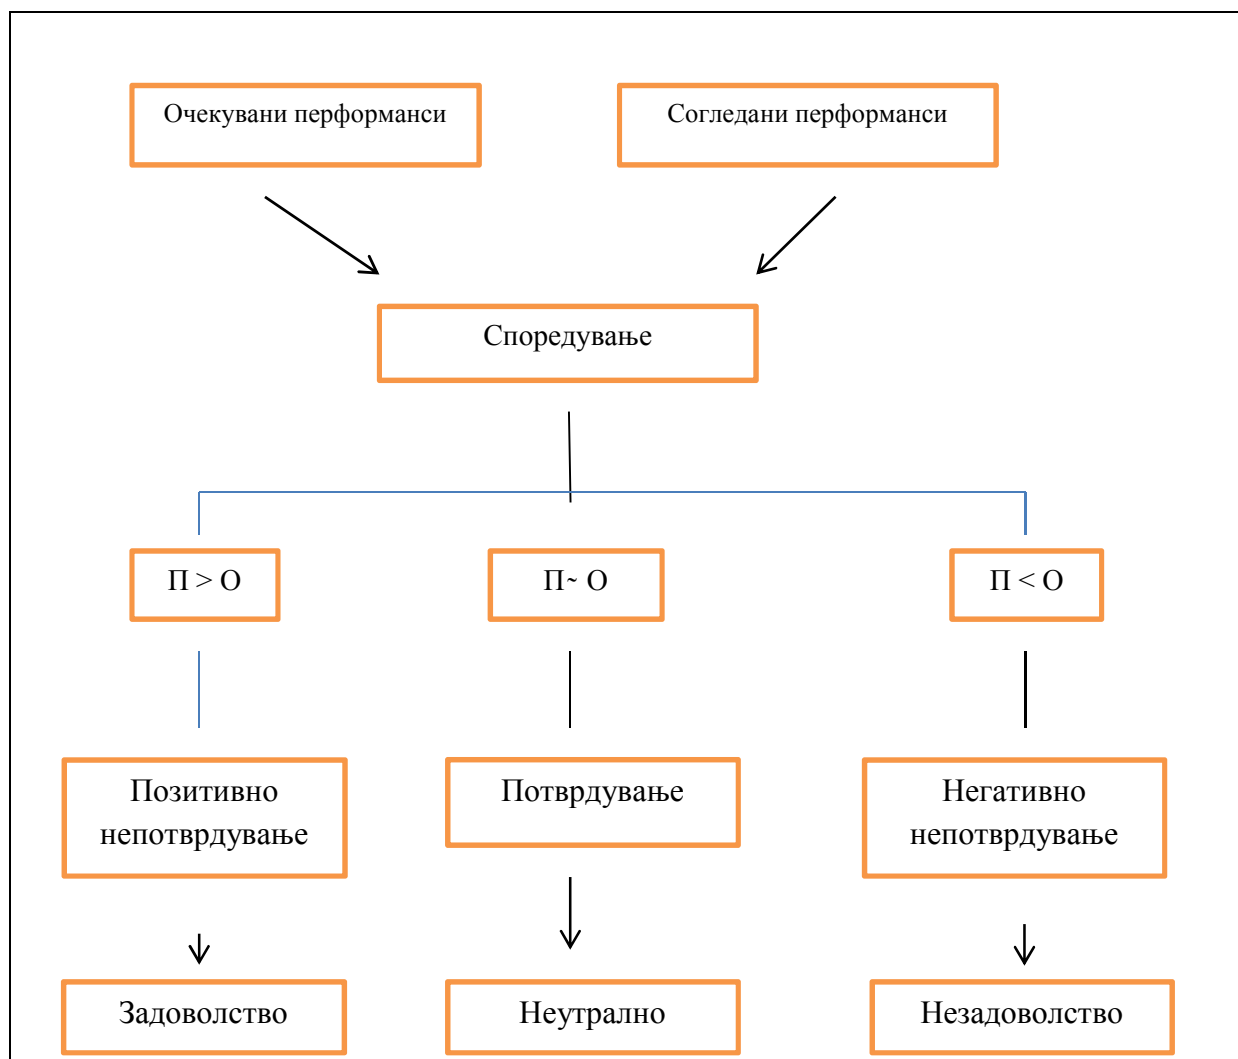 Очекувани перформанси
Согледани перформанси
Споредување
П > О
П~ О
П < О
Позитивно
непотврдување
Потврдување
Негативно
непотврдување
Задоволство
Неутрално
Незадоволство